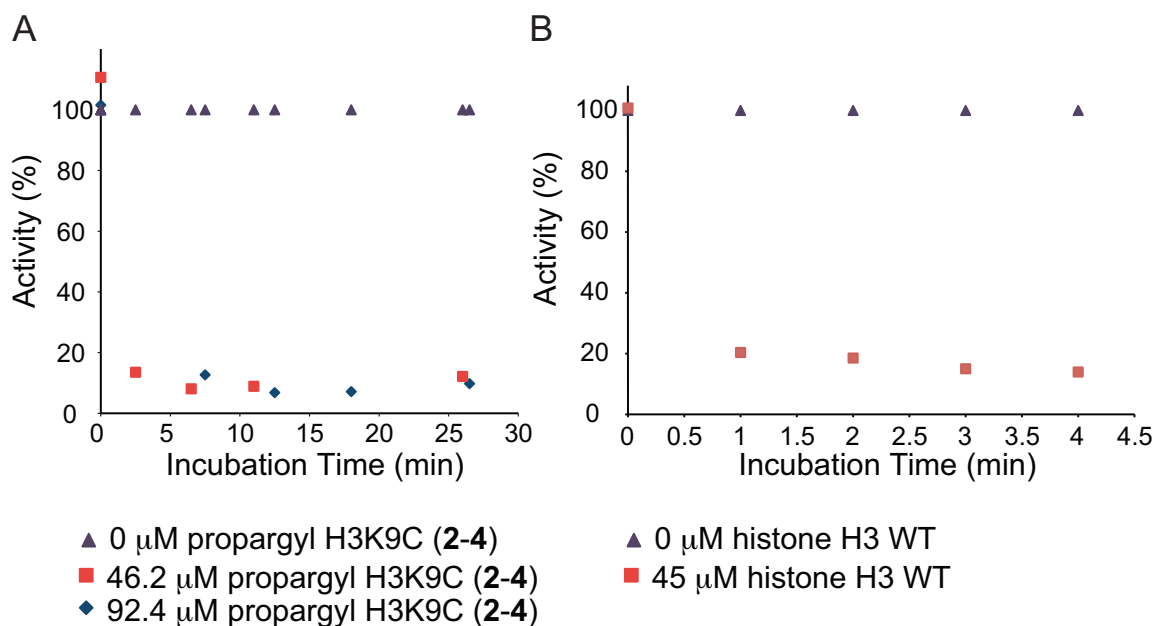 A
B
Activity (%)
100
80
60
40
20
0
0 5 10 15 20 25 30
Incubation Time (min)
Activity (%)
100
80
60
40
20
0
0 0.5 1 1.5 2 2.5 3 3.5 4 4.5
Incubation Time (min)
0 μM propargyl H3K9C (2-4)
46.2 μM propargyl H3K9C (2-4)
92.4 μM propargyl H3K9C (2-4)
0 μM histone H3 WT
45 μM histone H3 WT